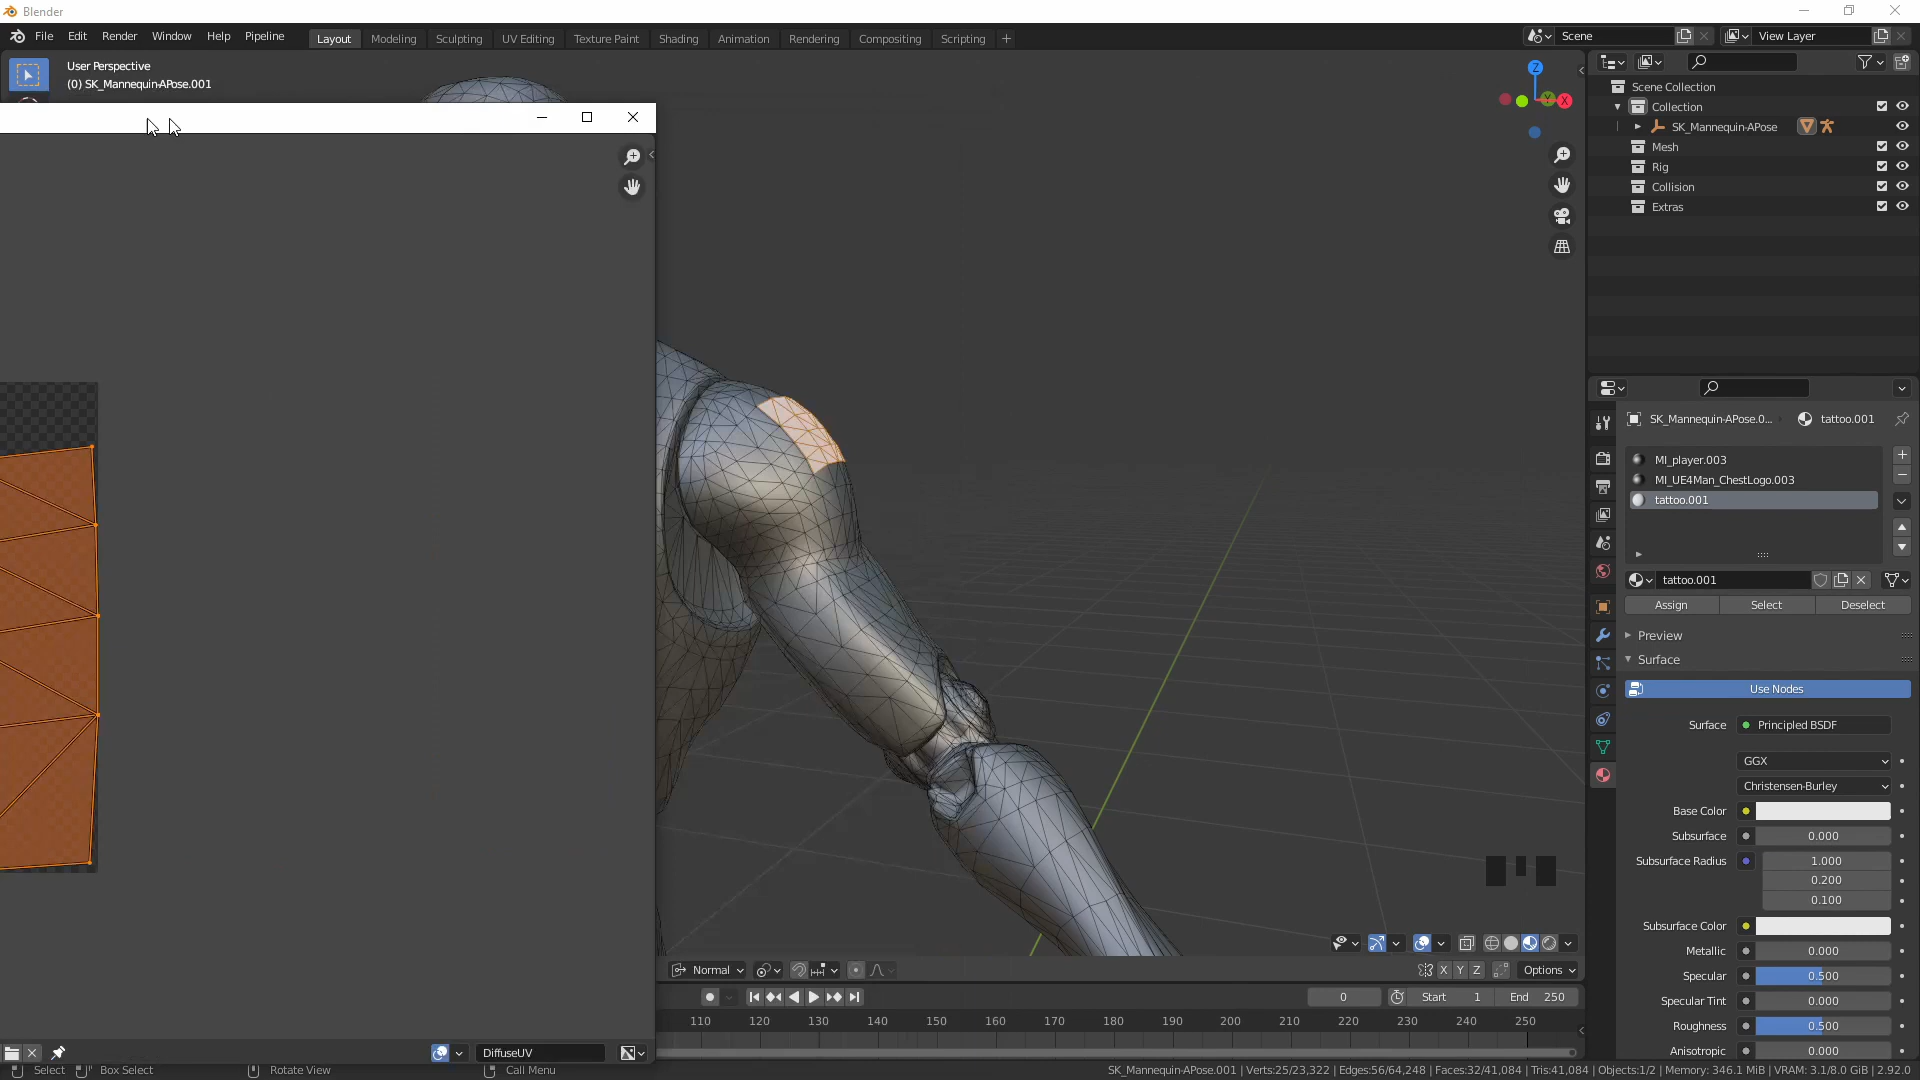 Blender
File Edit Render Window Help Pipeline
Layout Modeling Sculpting UV Editing Texture Paint Shading Animation Rendering Compositing Scripting +
Scene
View Layer
User Perspective
(0) SK_Mannequin-APose.001
Z
Y
X
Scene Collection
Collection
SK_Mannequin-APose
Mesh
Rig
Collision
Extras
SK_Mannequin-APose.0...
tattoo.001
MI_player.003
MI_UE4Man_ChestLogo.003
tattoo.001
tattoo.001
Assign Select Deselect
Preview
Surface
Use Nodes
Surface Principled BSDF
GGX
Christensen-Burley
Base Color
Subsurface 0.000
Subsurface Radius 1.000
0.200
0.100
Subsurface Color
Metallic 0.000
Specular 0.500
Specular Tint 0.000
Roughness 0.500
Anisotropic 0.000
Normal
X Y Z
Options
0
Start 1
End 250
110 120 130 140 150 160 170 180 190 200 210 220 230 240 250
DiffuseUV
Select Box Select Rotate View Call Menu
SK_Mannequin-APose.001 | Verts:25/23,322 | Edges:56/64,248 | Faces:32/41,084 | Tris:41,084 | Objects:1/2 | Memory: 346.1 MiB | VRAM: 3.1/8.0 GiB | 2.92.0